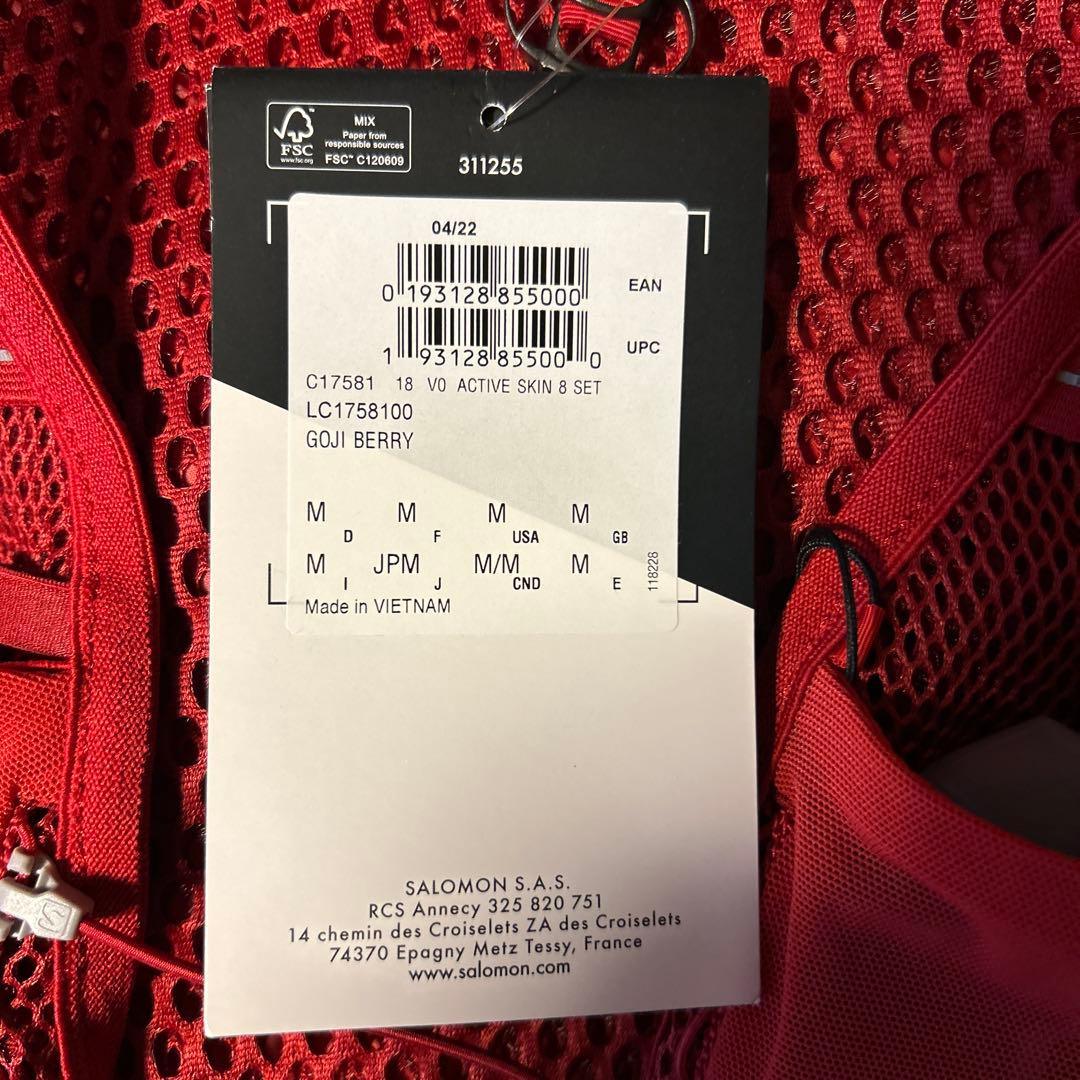 MIX
Paper from
responsible sources
FSC™ C120609
FSC
www.fsc.org
311255
04/22
0 193128 855000
EAN
1 93128 85500 0
UPC
C17581 18 V0 ACTIVE SKIN 8 SET
LC1758100
GOJI BERRY
M D M F M USA M GB
M I JPM J M/M CND M E
118228
Made in VIETNAM
SALOMON S.A.S.
RCS Annecy 325 820 751
14 chemin des Croiselets ZA des Croiselets
74370 Epagny Metz Tessy, France
www.salomon.com
S